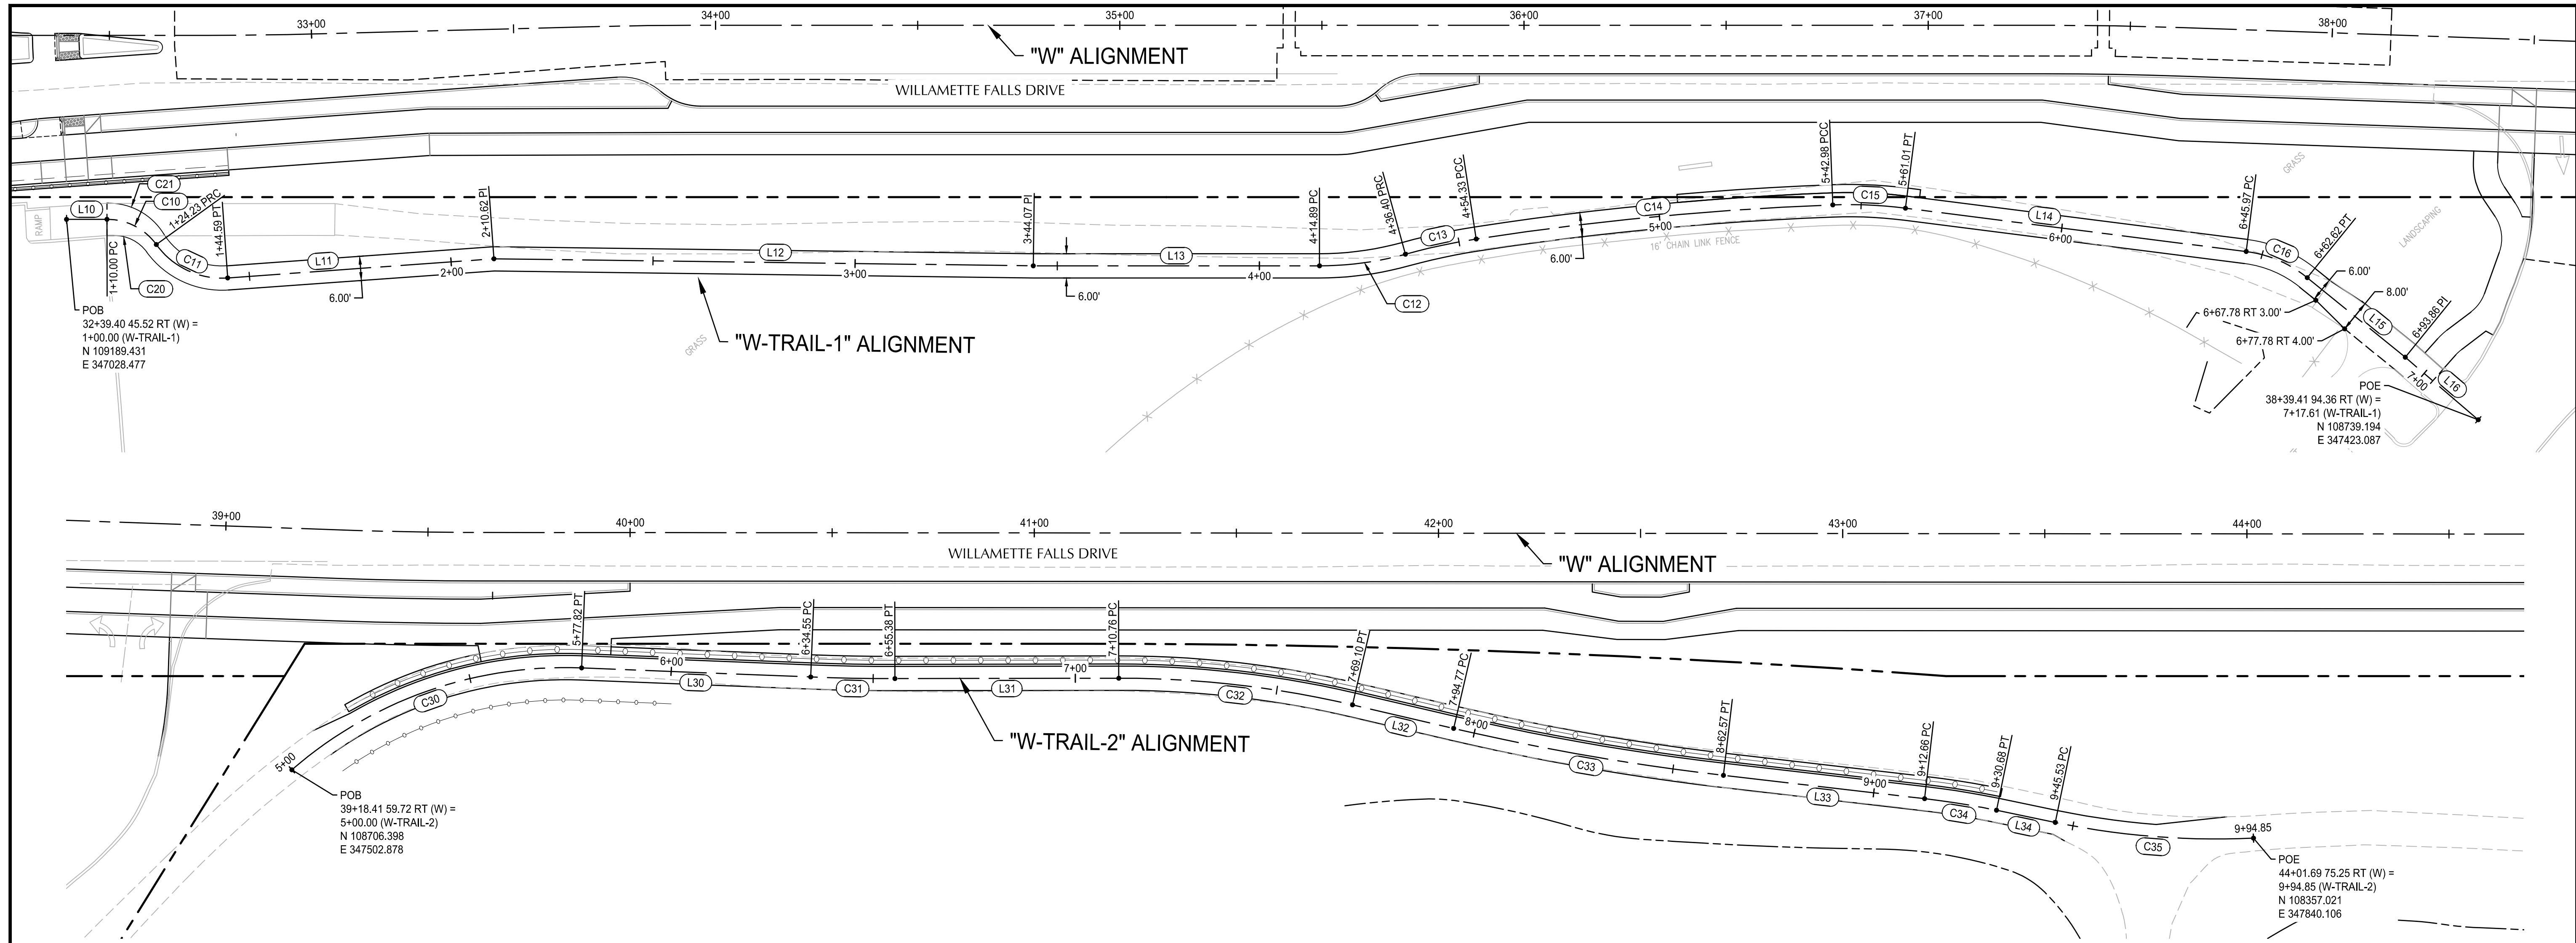 33+00
34+00
35+00
36+00
37+00
38+00
"W" ALIGNMENT
WILLAMETTE FALLS DRIVE
RAMP
L10
C21
C10
1+10.00 PC
1+24.23 PRC
C11
C20
1+44.59 PT
L11
6.00'
2+00
2+10.62 PI
L12
3+00
3+44.07 PI
6.00'
L13
4+00
4+14.89 PC
C12
4+36.40 PRC
C13
4+54.33 PCC
6.00'
C14
5+00
16' CHAIN LINK FENCE
5+42.98 PCC
C15
5+61.01 PT
L14
6+00
6+45.97 PC
C16
6+62.62 PT
6.00'
8.00'
L15
6+93.86 PI
6+67.78 RT 3.00'
6+77.78 RT 4.00'
7+00
L16
GRASS
LANDSCAPING
GRASS
"W-TRAIL-1" ALIGNMENT
POB
32+39.40 45.52 RT (W) =
1+00.00 (W-TRAIL-1)
N 109189.431
E 347028.477
POE
38+39.41 94.36 RT (W) =
7+17.61 (W-TRAIL-1)
N 108739.194
E 347423.087
39+00
40+00
41+00
42+00
43+00
44+00
WILLAMETTE FALLS DRIVE
"W" ALIGNMENT
5+00
C30
5+77.82 PT
6+00
L30
6+34.55 PC
C31
6+55.38 PT
L31
7+00
7+10.76 PC
C32
7+69.10 PT
L32
7+94.77 PC
8+00
C33
8+62.57 PT
L33
9+00
9+12.66 PC
C34
9+30.68 PT
L34
9+45.53 PC
C35
9+94.85
"W-TRAIL-2" ALIGNMENT
POB
39+18.41 59.72 RT (W) =
5+00.00 (W-TRAIL-2)
N 108706.398
E 347502.878
POE
44+01.69 75.25 RT (W) =
9+94.85 (W-TRAIL-2)
N 108357.021
E 347840.106